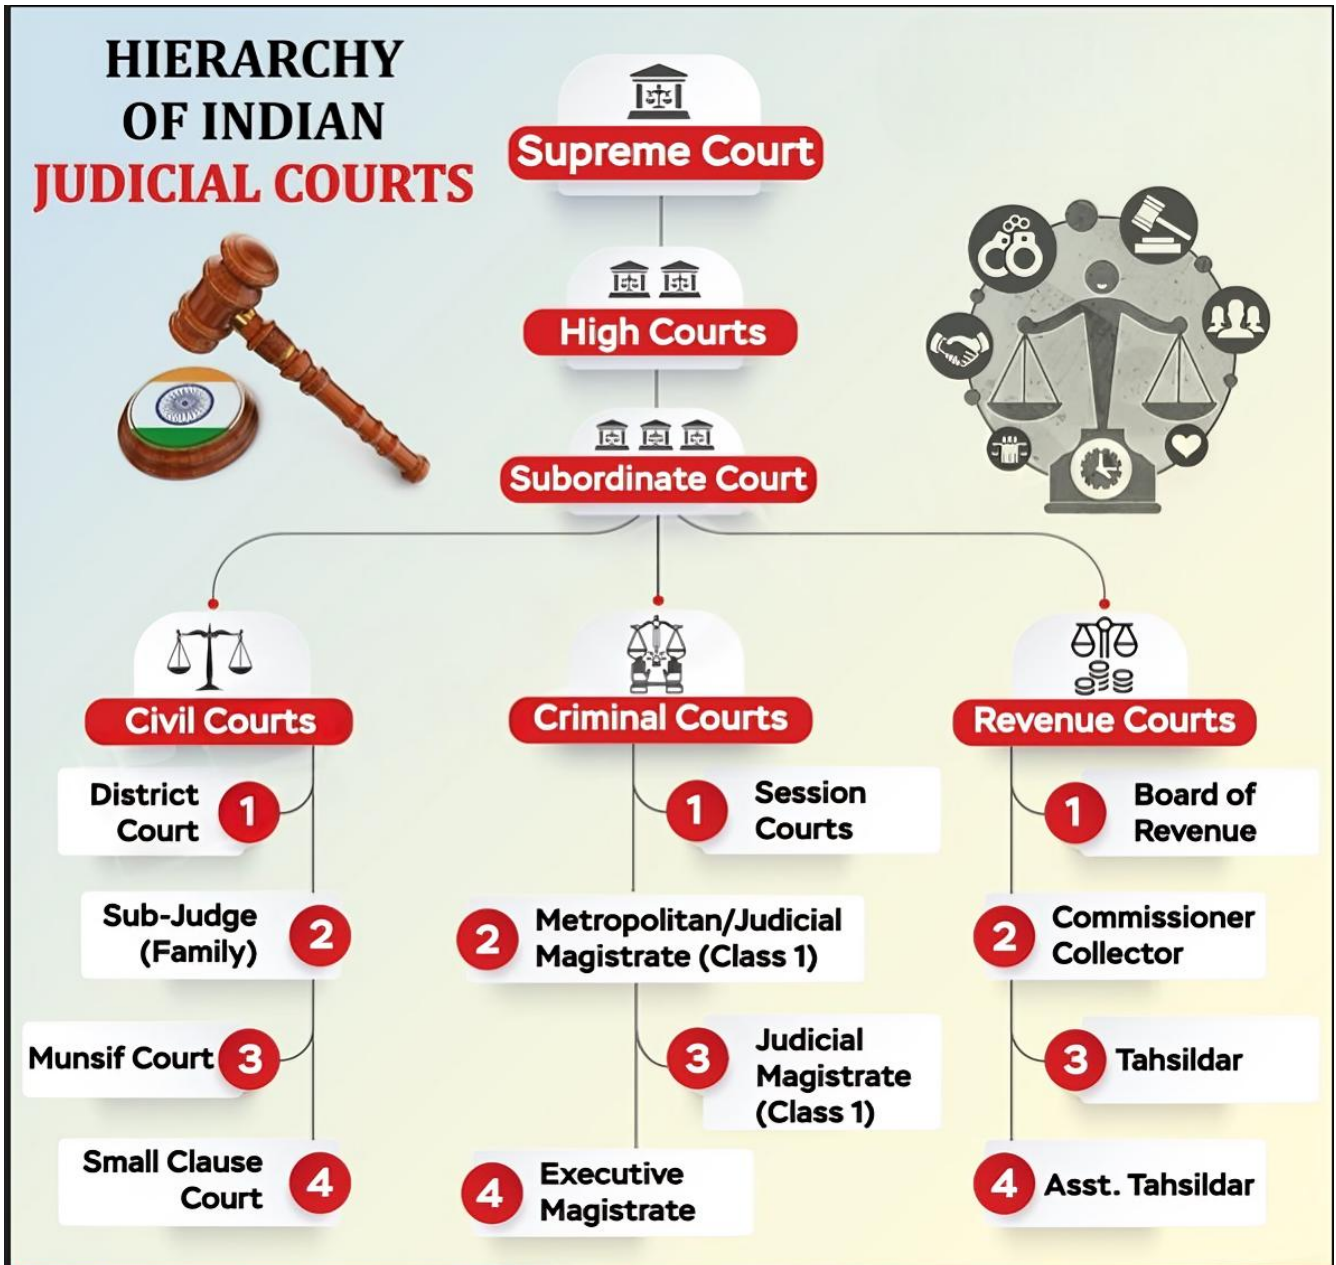 HIERARCHY
OF INDIAN
JUDICIAL COURTS
Supreme Court
High Courts
Subordinate Court
Civil Courts
District
Court
1
Sub-Judge
(Family)
2
Munsif Court
3
Small Clause
Court
4
Criminal Courts
1
Session
Courts
2
Metropolitan/Judicial
Magistrate (Class 1)
3
Judicial
Magistrate
(Class 1)
4
Executive
Magistrate
Revenue Courts
1
Board of
Revenue
2
Commissioner
Collector
3
Tahsildar
4
Asst. Tahsildar